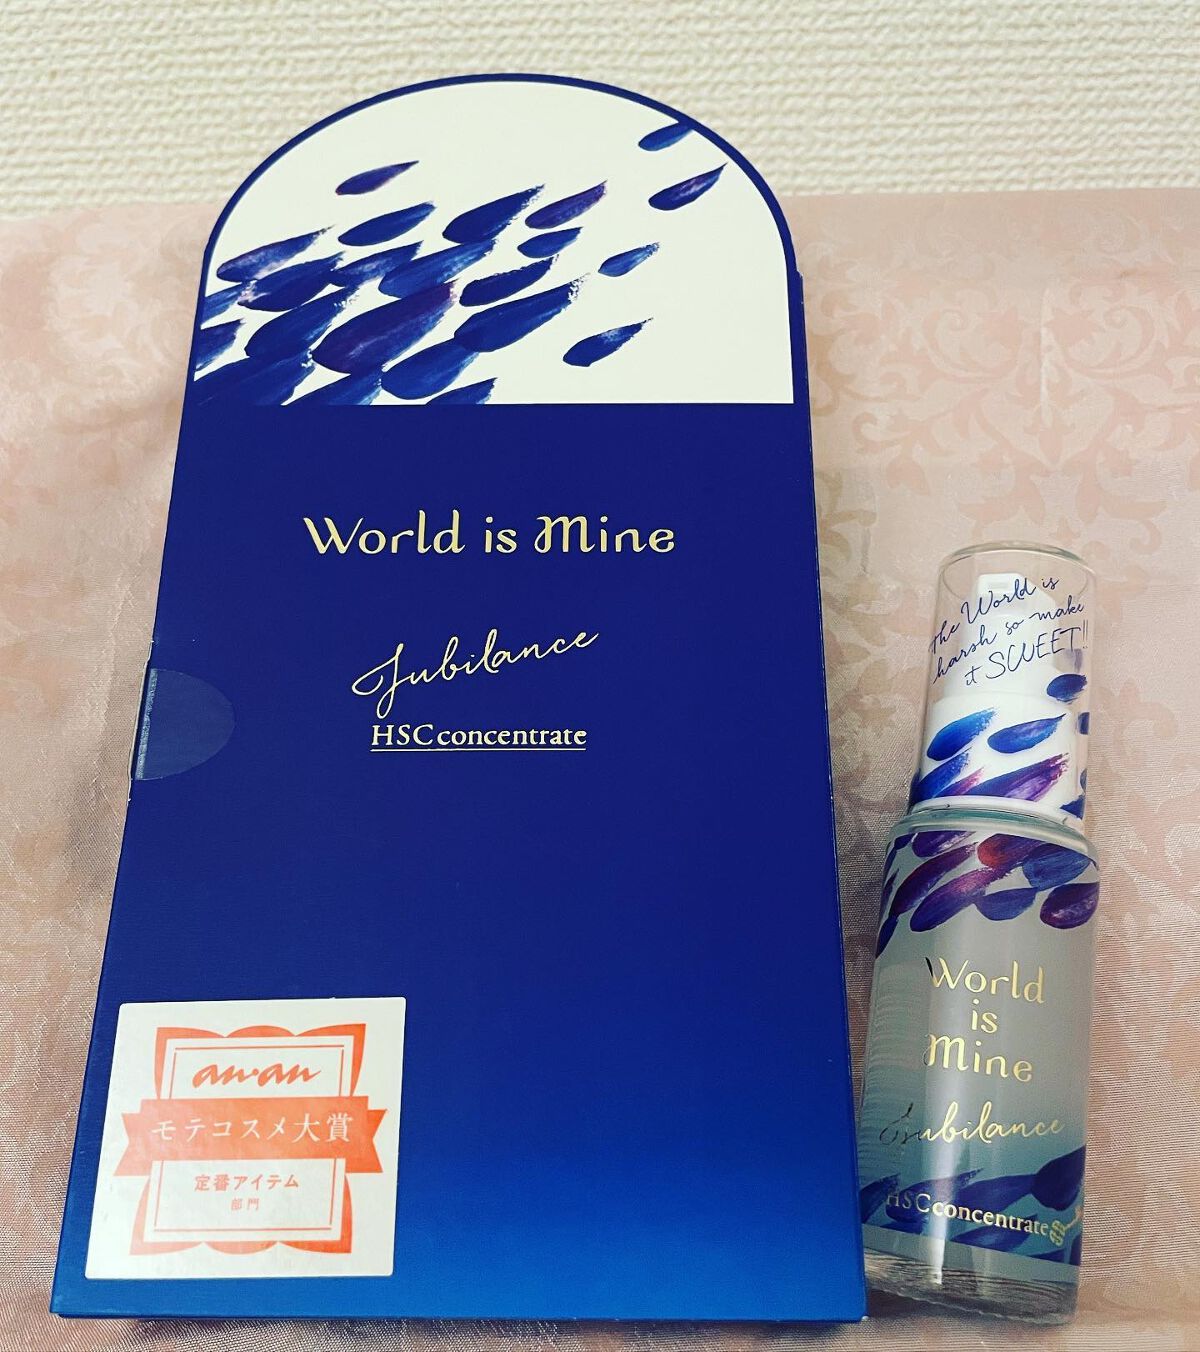 World is Mine
Jubilance
HSCconcentrate
an•an
モテコスメ大賞
定番アイテム
部門
the World is
harsh so make
it SWEET!!
World
is
Mine
Jubilance
HSCconcentrate